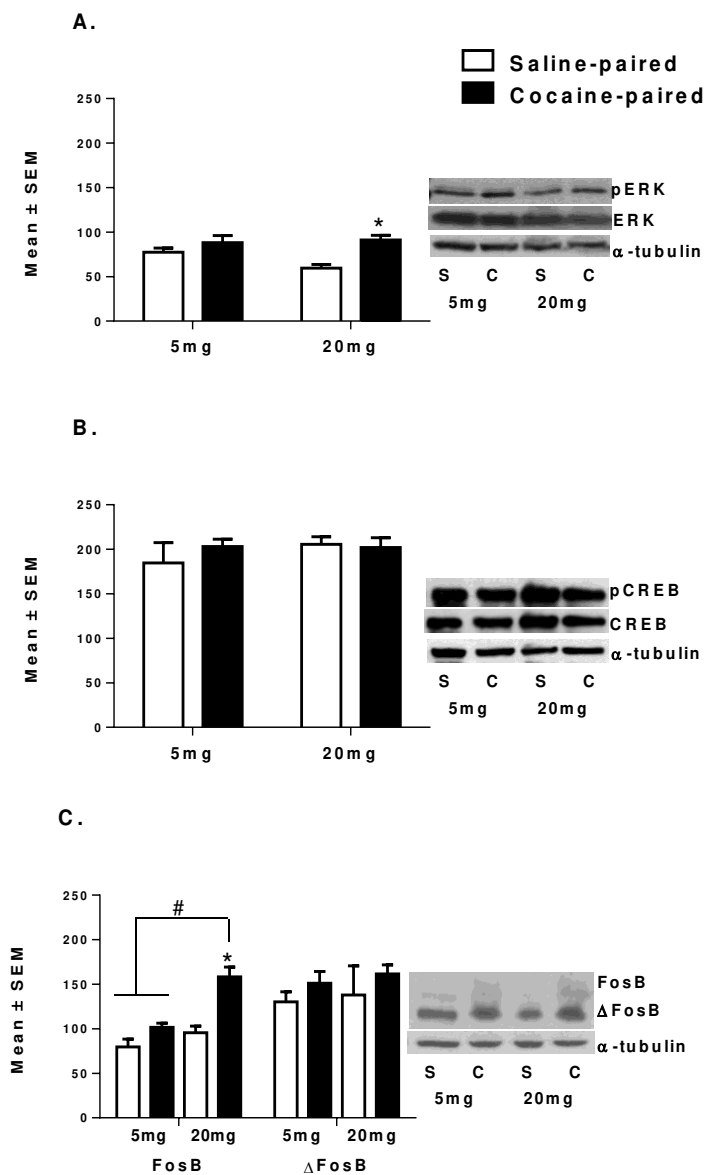 A.
Saline-paired
Cocaine-paired
Mean ± SEM
250
200
150
100
50
0
*
5mg
20mg
pERK
ERK
α-tubulin
S C S C
5mg 20mg
B.
Mean ± SEM
250
200
150
100
50
0
5mg
20mg
pCREB
CREB
α-tubulin
S C S C
5mg 20mg
C.
Mean ± SEM
250
200
150
100
50
0
#
*
5mg 20mg 5mg 20mg
FosB ΔFosB
FosB
ΔFosB
α-tubulin
S C S C
5mg 20mg